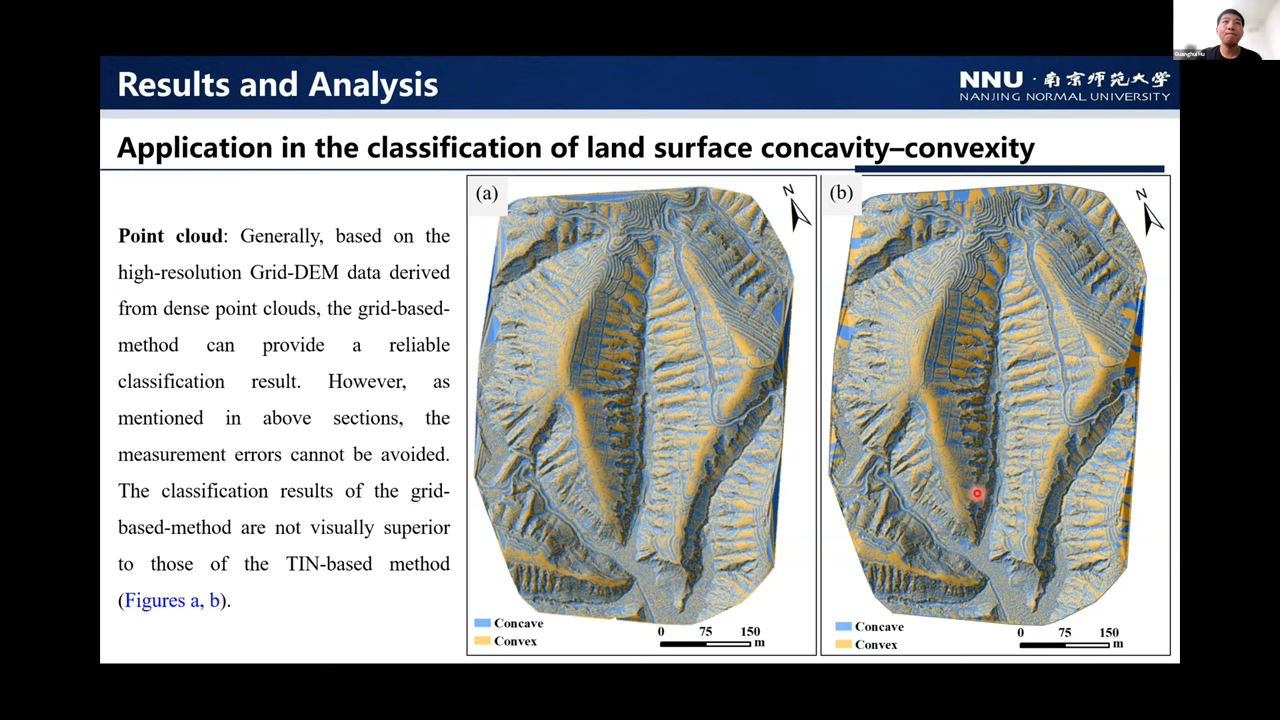 Guanghui Hu
Results and Analysis
NNU · 南京师范大学
NANJING NORMAL UNIVERSITY
Application in the classification of land surface concavity–convexity
Point cloud: Generally, based on the
high-resolution Grid-DEM data derived
from dense point clouds, the grid-based-
method can provide a reliable
classification result. However, as
mentioned in above sections, the
measurement errors cannot be avoided.
The classification results of the grid-
based-method are not visually superior
to those of the TIN-based method
(Figures a, b).
(a)
N
Concave
Convex
0 75 150
m
(b)
N
Concave
Convex
0 75 150
m